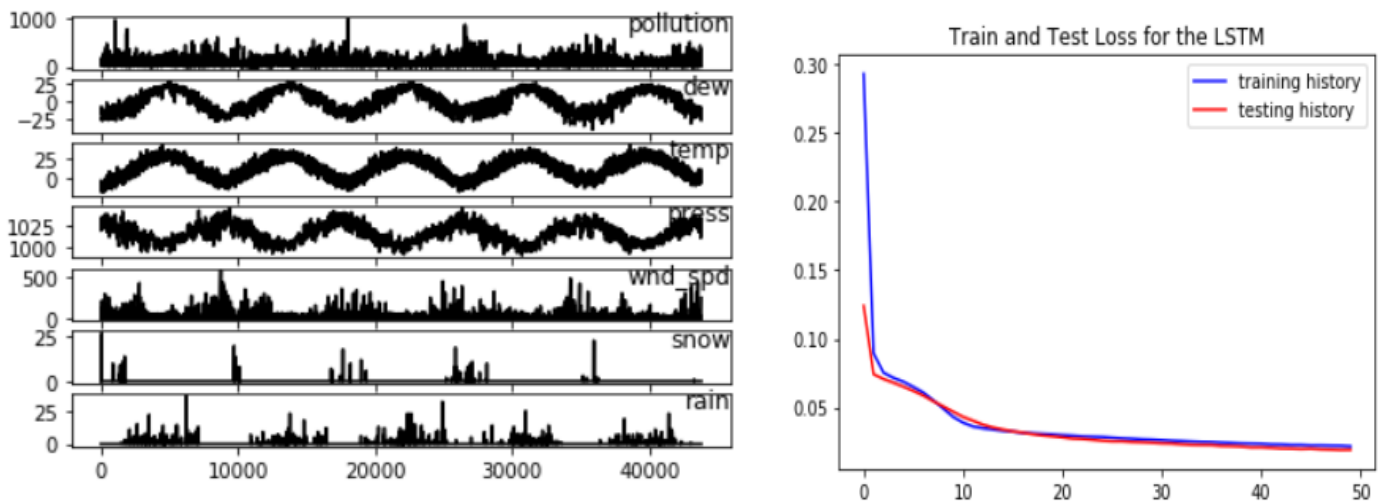 1000
0
pollution
25
0
−25
dew
25
0
temp
1025
1000
press
500
0
wnd_spd
25
0
snow
25
0
rain
0 10000 20000 30000 40000
Train and Test Loss for the LSTM
training history
testing history
0.30
0.25
0.20
0.15
0.10
0.05
0 10 20 30 40 50